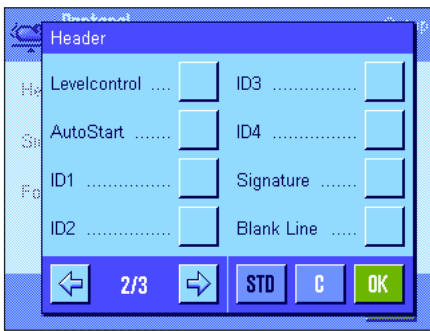 Header
Levelcontrol ....
AutoStart .......
ID1 ...............
ID2 ...............
ID3 ...............
ID4 ...............
Signature ......
Blank Line .....
2/3
STD
C
OK